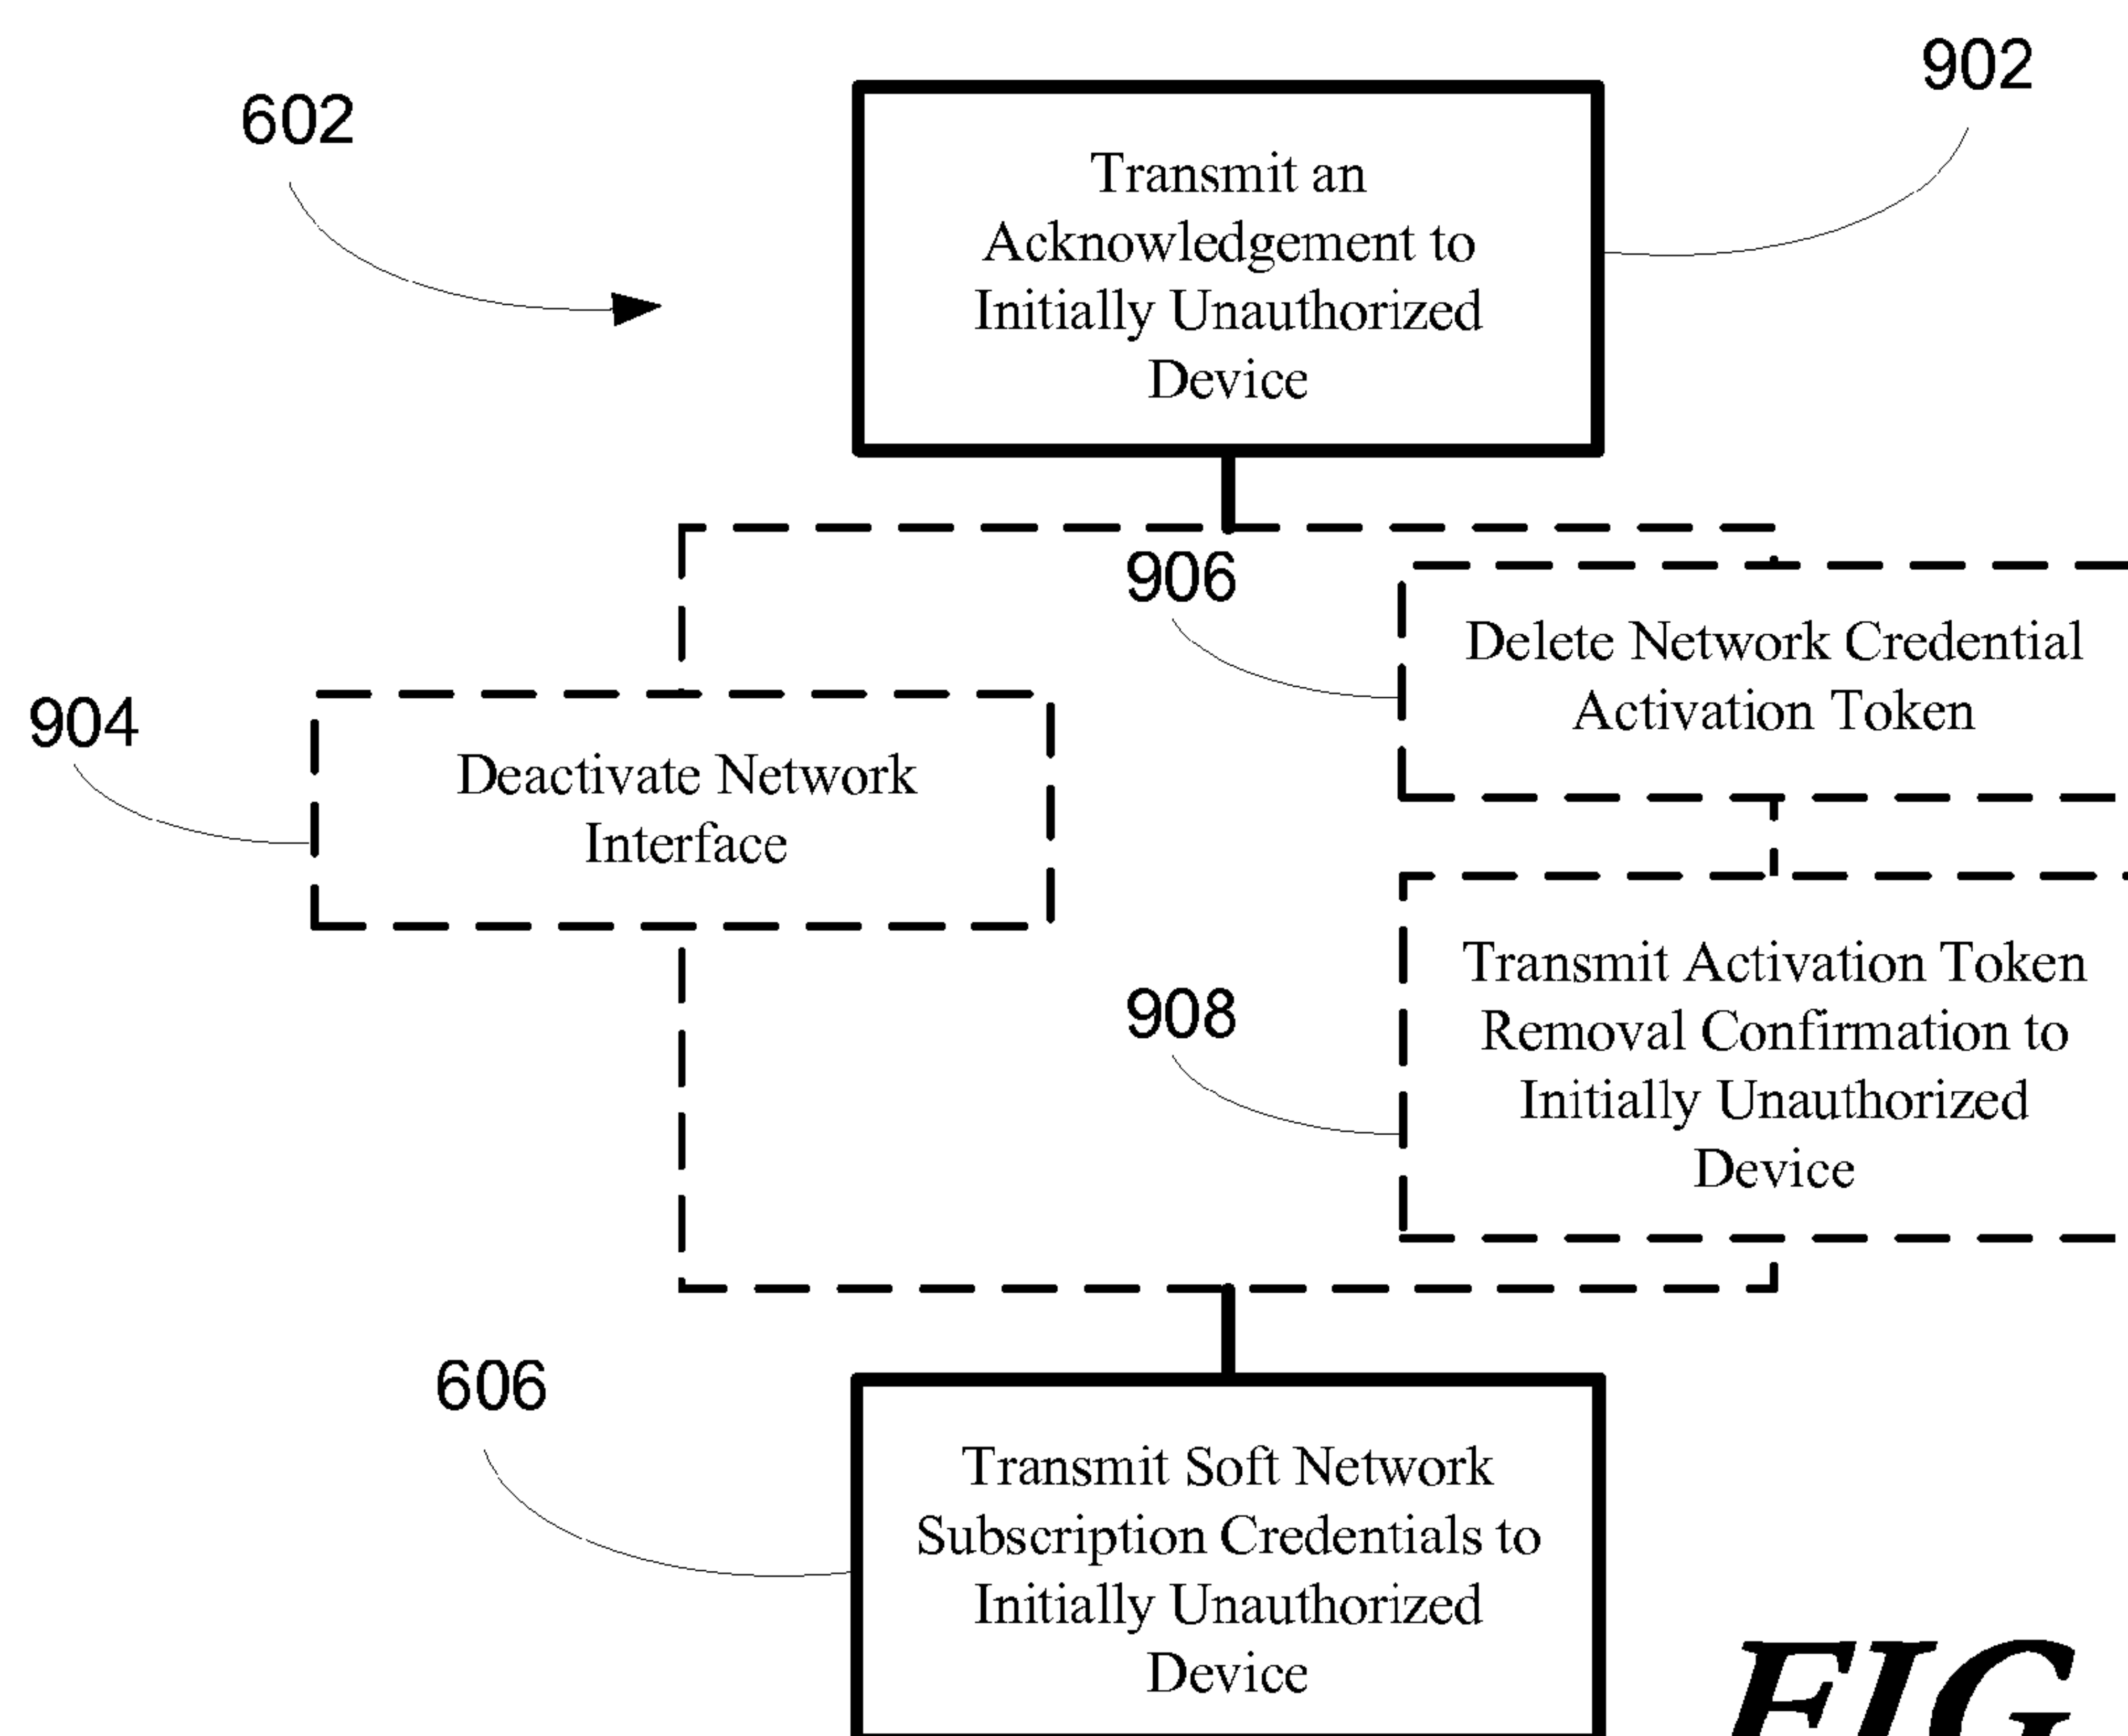 602
902
Transmit an
Acknowledgement to
Initially Unauthorized
Device
906
Delete Network Credential
Activation Token
904
Deactivate Network
Interface
908
Transmit Activation Token
Removal Confirmation to
Initially Unauthorized
Device
606
Transmit Soft Network
Subscription Credentials to
Initially Unauthorized
Device
FIG